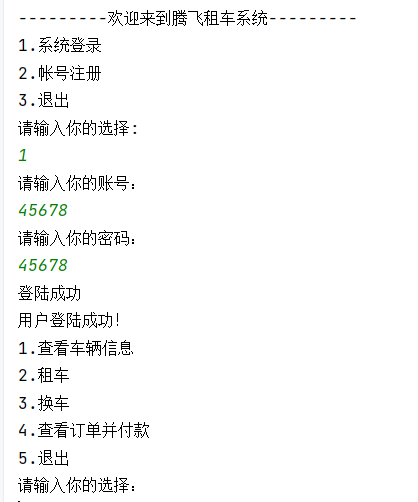 ---------欢迎来到腾飞租车系统---------
1.系统登录
2.帐号注册
3.退出
请输入你的选择:
1
请输入你的账号:
45678
请输入你的密码:
45678
登陆成功
用户登陆成功!
1.查看车辆信息
2.租车
3.换车
4.查看订单并付款
5.退出
请输入你的选择: